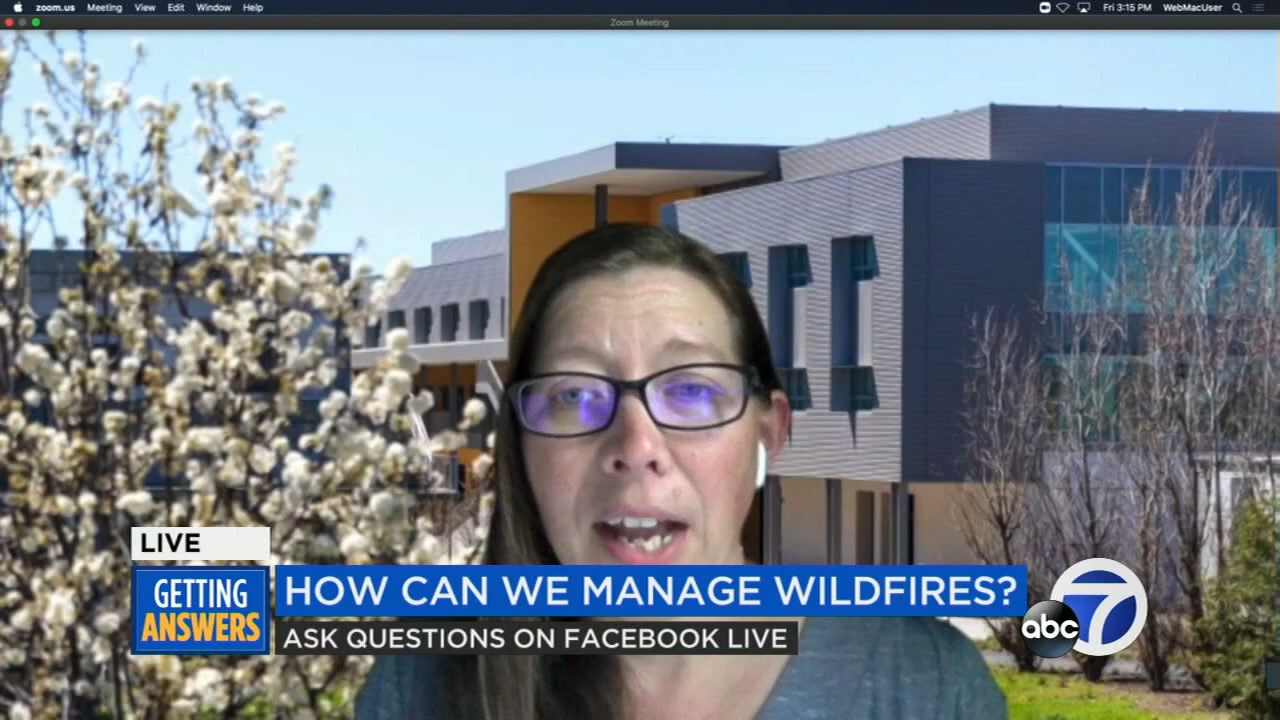 zoom.us Meeting View Edit Window Help Fri 3:15 PM WebMacUser
Zoom Meeting
LIVE
GETTING
ANSWERS
HOW CAN WE MANAGE WILDFIRES?
ASK QUESTIONS ON FACEBOOK LIVE
abc 7